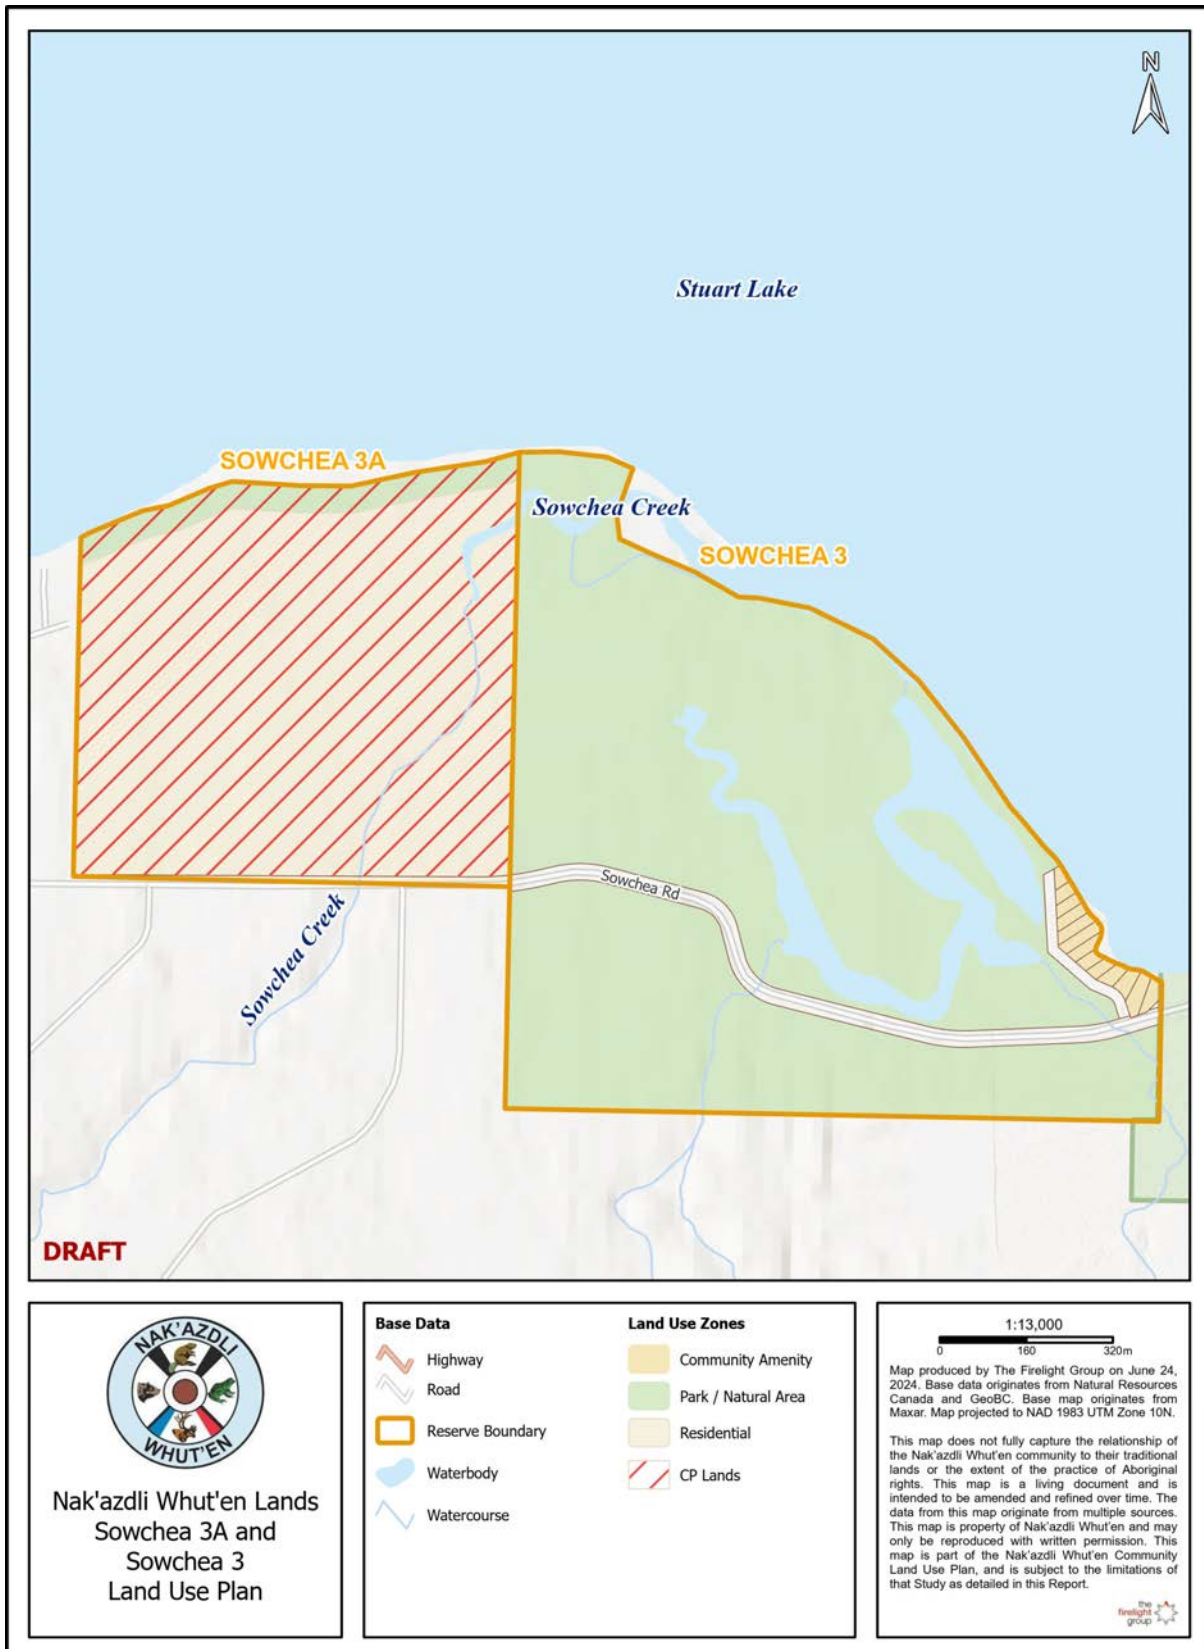 N
Stuart Lake
SOWCHEA 3A
Sowchea Creek
SOWCHEA 3
Sowchea Rd
Sowchea Creek
DRAFT
NAK'AZDLI
WHUT'EN
Nak'azdli Whut'en Lands
Sowchea 3A and
Sowchea 3
Land Use Plan
Base Data
Highway
Road
Reserve Boundary
Waterbody
Watercourse
Land Use Zones
Community Amenity
Park / Natural Area
Residential
CP Lands
1:13,000
0 160 320m
Map produced by The Firelight Group on June 24,
2024. Base data originates from Natural Resources
Canada and GeoBC. Base map originates from
Maxar. Map projected to NAD 1983 UTM Zone 10N.
This map does not fully capture the relationship of
the Nak'azdli Whut'en community to their traditional
lands or the extent of the practice of Aboriginal
rights. This map is a living document and is
intended to be amended and refined over time. The
data from this map originate from multiple sources.
This map is property of Nak'azdli Whut'en and may
only be reproduced with written permission. This
map is part of the Nak'azdli Whut'en Community
Land Use Plan, and is subject to the limitations of
that Study as detailed in this Report.
the
firelight
group